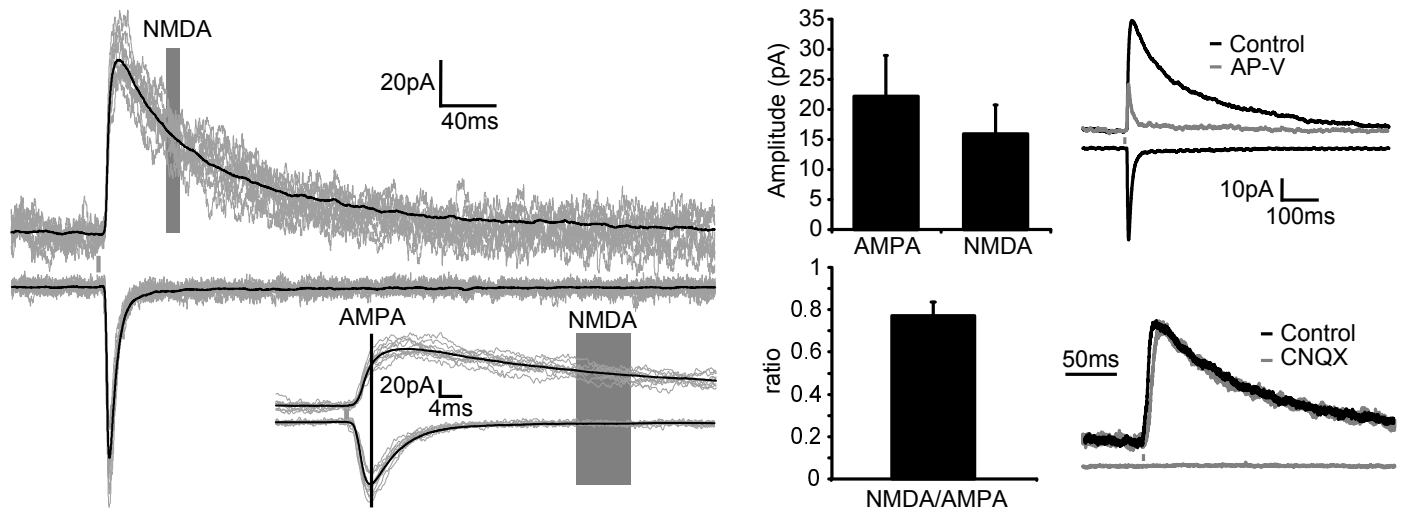 NMDA
20pA
40ms
AMPA
NMDA
20pA
4ms
Amplitude (pA)
35
30
25
20
15
10
5
0
AMPA
NMDA
Control
AP-V
10pA
100ms
ratio
1
0.8
0.6
0.4
0.2
0
NMDA/AMPA
50ms
Control
CNQX